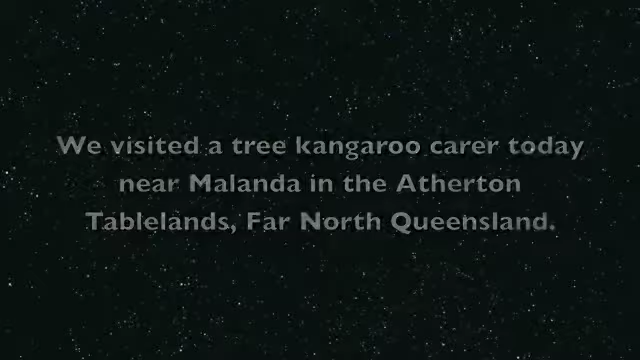 We visited a tree kangaroo carer today
near Malanda in the Atherton
Tablelands, Far North Queensland.